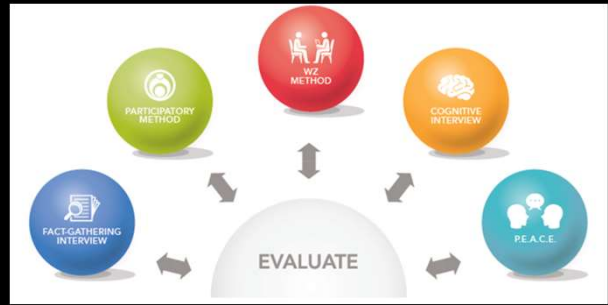 WZ
METHOD
PARTICIPATORY
METHOD
COGNITIVE
INTERVIEW
FACT-GATHERING
INTERVIEW
P.E.A.C.E.
EVALUATE